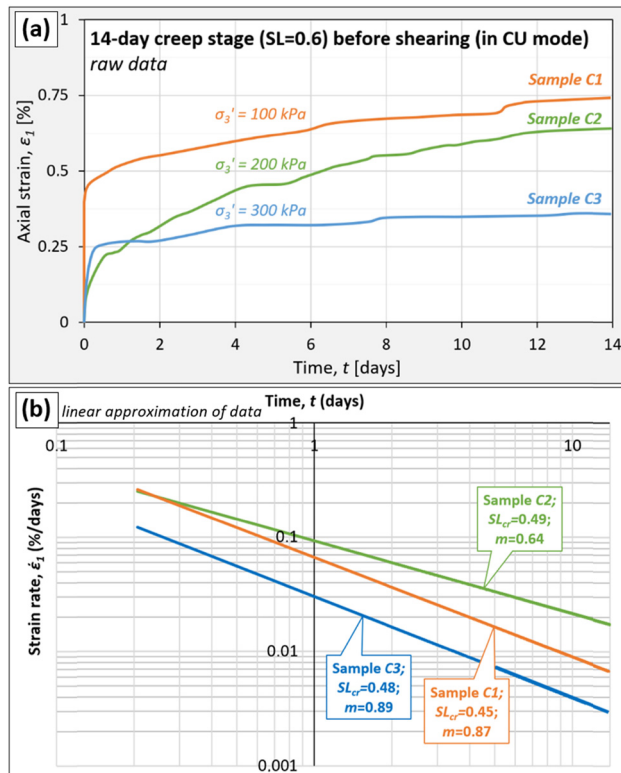 (a)
14-day creep stage (SL=0.6) before shearing (in CU mode)
raw data
Sample C1
σ3' = 100 kPa
Sample C2
σ3' = 200 kPa
Sample C3
σ3' = 300 kPa
Axial strain, ε1 [%]
1
0.75
0.5
0.25
0
0
2
4
6
8
10
12
14
Time, t [days]
(b)
linear approximation of data
Time, t (days)
0.1
1
10
1
0.1
0.01
0.001
Strain rate, ε̇1 (%/days)
Sample C2;
SLcr=0.49;
m=0.64
Sample C3;
SLcr=0.48;
m=0.89
Sample C1;
SLcr=0.45;
m=0.87